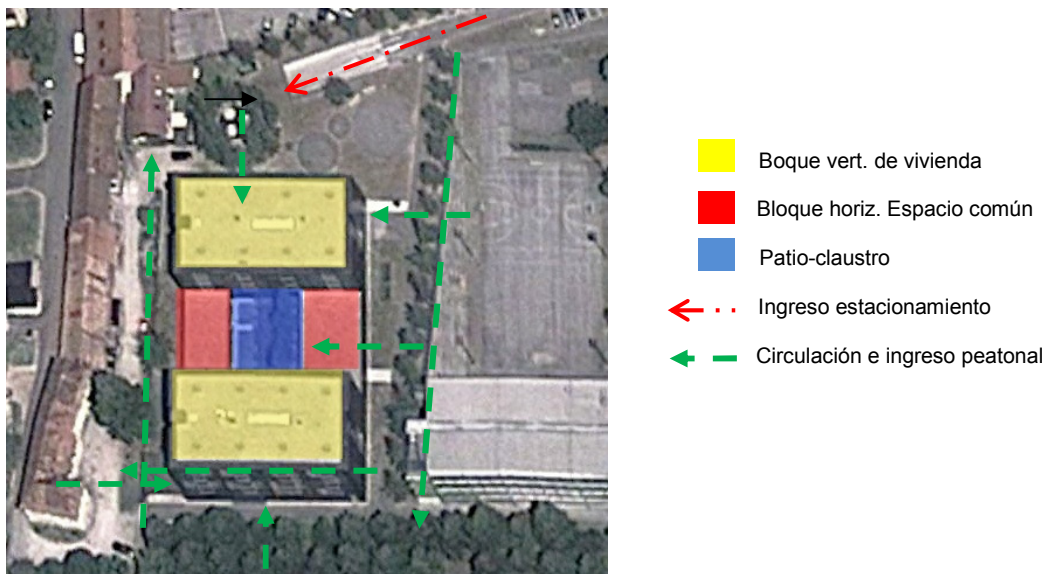 Boque vert. de vivienda
Bloque horiz. Espacio común
Patio-claustro
Ingreso estacionamiento
Circulación e ingreso peatonal